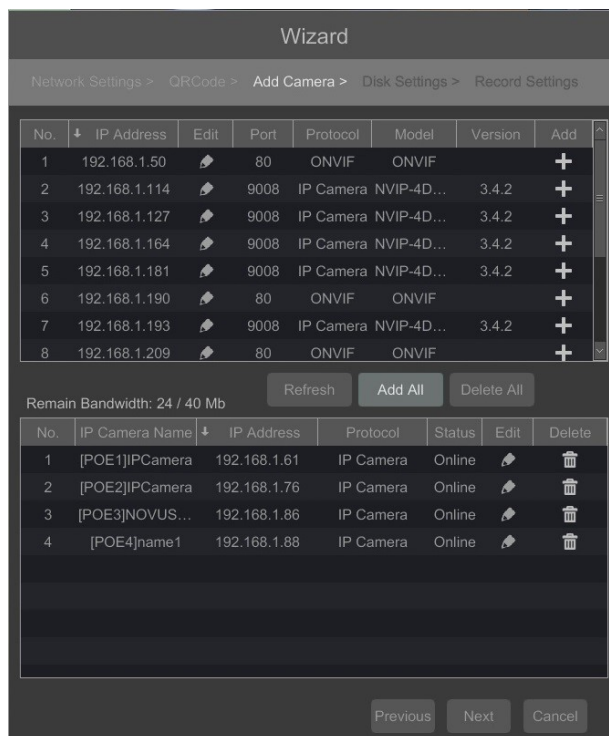 Wizard
Network Settings > QRCode > Add Camera > Disk Settings > Record Settings
No. IP Address Edit Port Protocol Model Version Add
1 192.168.1.50 80 ONVIF ONVIF
2 192.168.1.114 9008 IP Camera NVIP-4D... 3.4.2
3 192.168.1.127 9008 IP Camera NVIP-4D... 3.4.2
4 192.168.1.164 9008 IP Camera NVIP-4D... 3.4.2
5 192.168.1.181 9008 IP Camera NVIP-4D... 3.4.2
6 192.168.1.190 80 ONVIF ONVIF
7 192.168.1.193 9008 IP Camera NVIP-4D... 3.4.2
8 192.168.1.209 80 ONVIF ONVIF
Remain Bandwidth: 24 / 40 Mb Refresh Add All Delete All
No. IP Camera Name IP Address Protocol Status Edit Delete
1 [POE1]IPCamera 192.168.1.61 IP Camera Online
2 [POE2]IPCamera 192.168.1.76 IP Camera Online
3 [POE3]NOVUS... 192.168.1.86 IP Camera Online
4 [POE4]name1 192.168.1.88 IP Camera Online
Previous Next Cancel